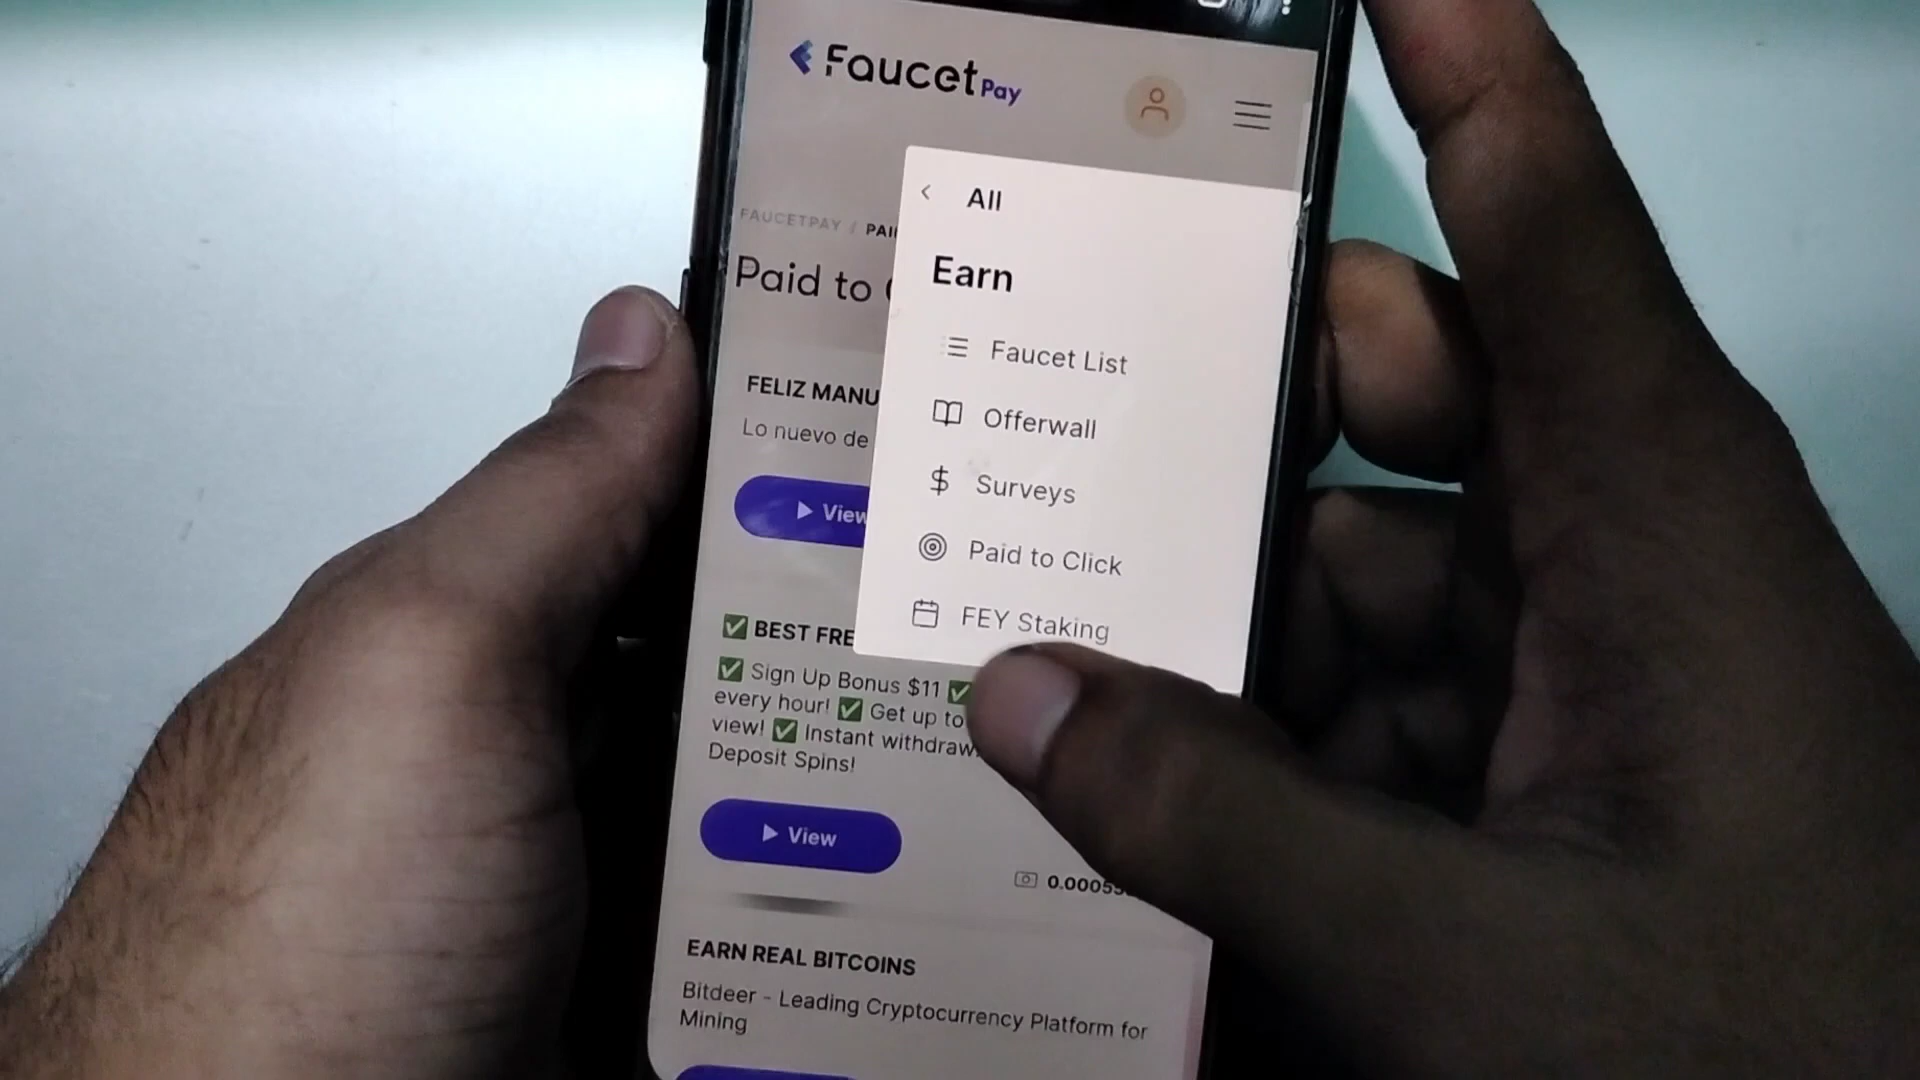 Faucet Pay
All
FAUCETPAY /
Earn
Paid to
Faucet List
FELIZ MANU
Offerwall
Lo nuevo de
Surveys
View
Paid to Click
FEY Staking
✅ BEST FRE
✅ Sign Up Bonus $11 ✅
every hour! ✅ Get up to
view! ✅ Instant withdraw
Deposit Spins!
View
0.0005
EARN REAL BITCOINS
Bitdeer - Leading Cryptocurrency Platform for
Mining